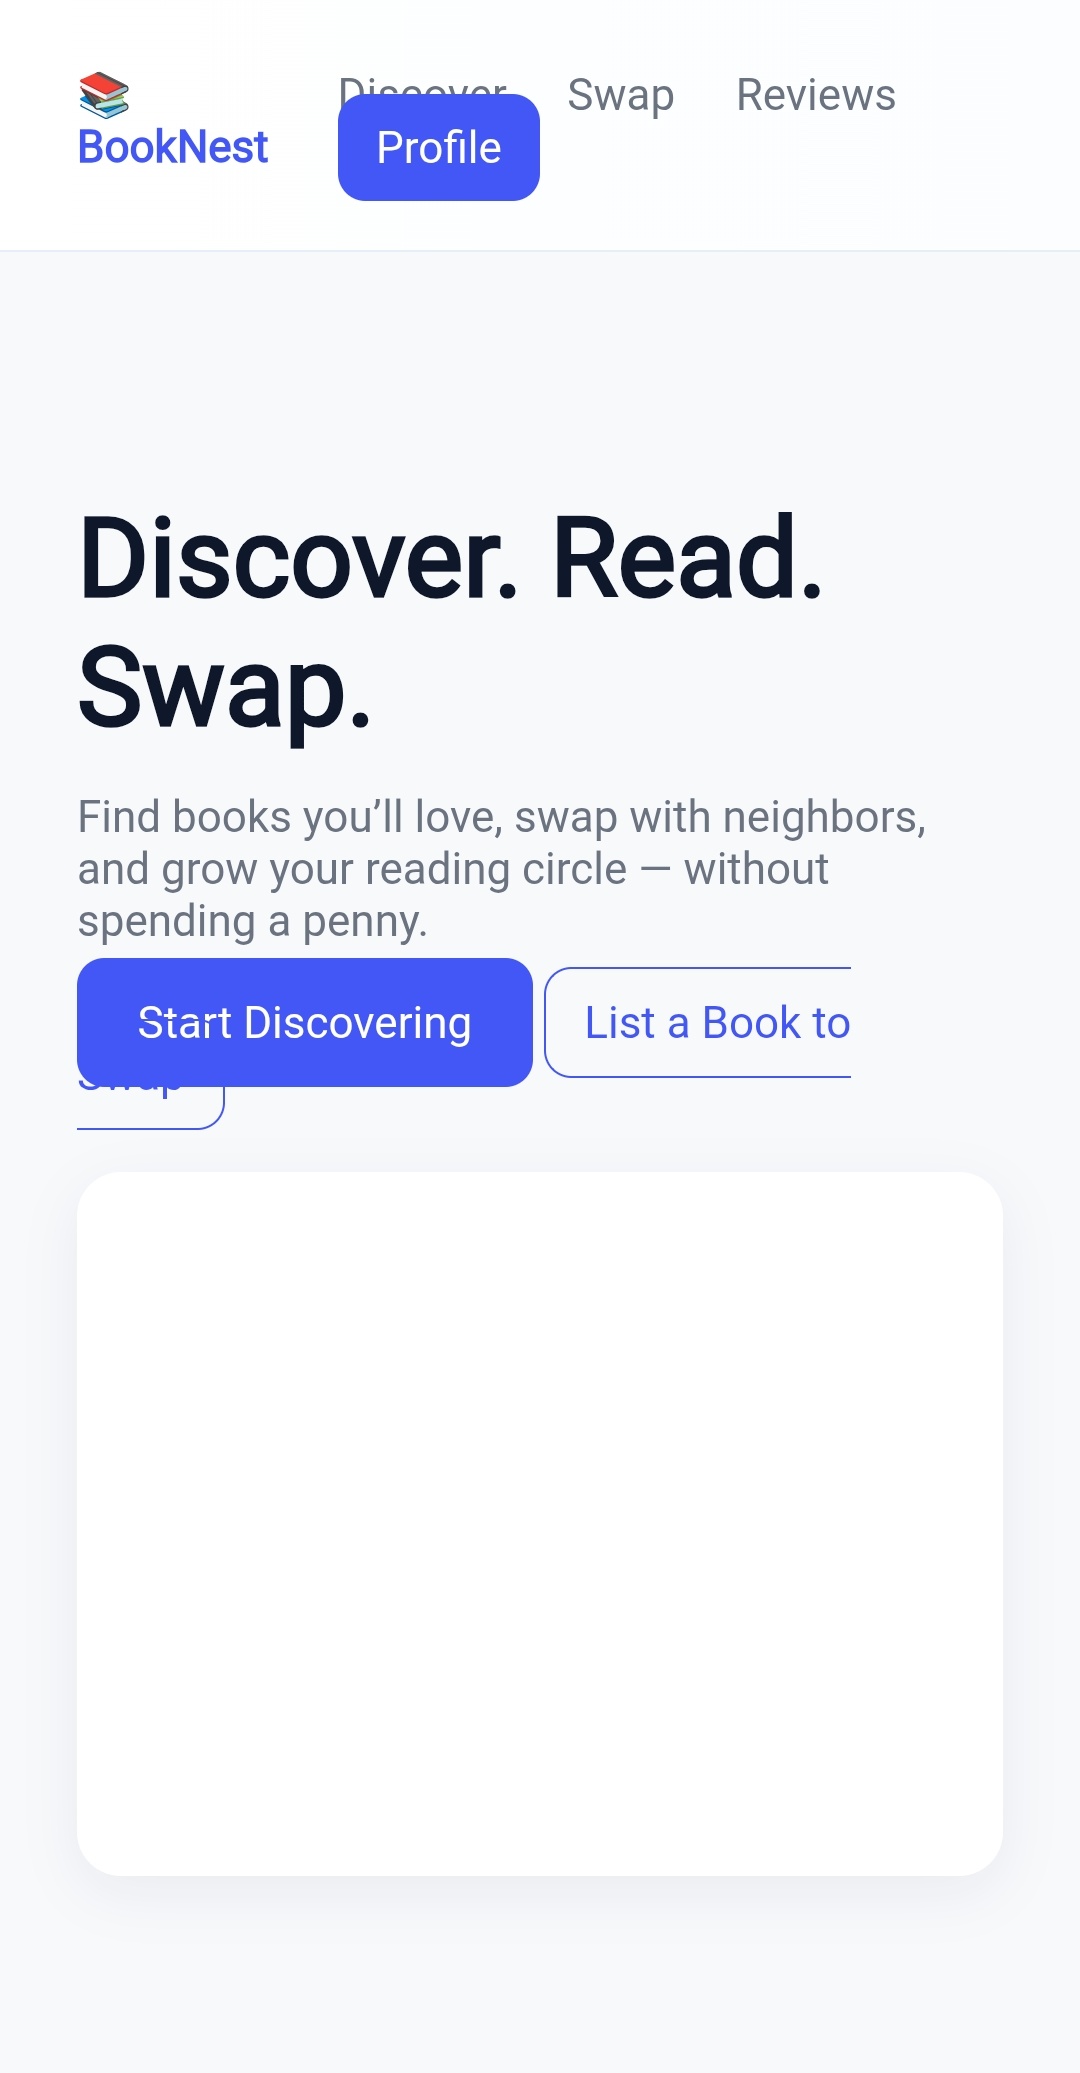 Discover Swap Reviews
BookNest
Profile
Discover. Read.
Swap.
Find books you’ll love, swap with neighbors,
and grow your reading circle — without
spending a penny.
Start Discovering List a Book to
Swap